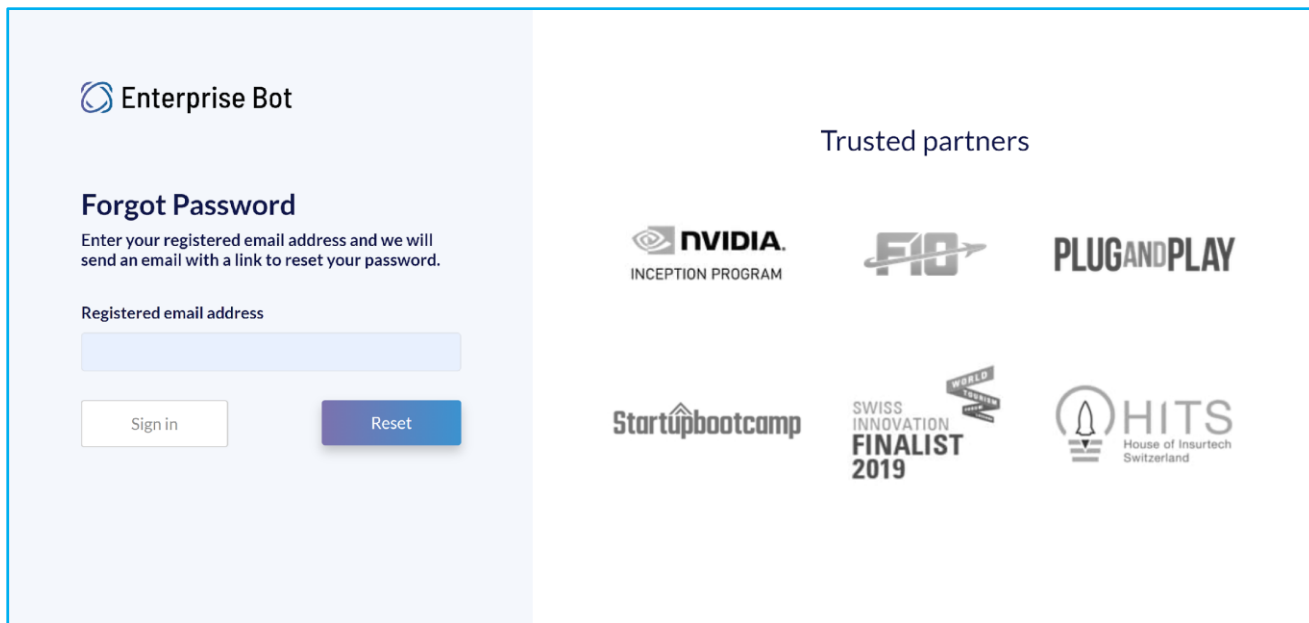 Enterprise Bot
Forgot Password
Enter your registered email address and we will
send an email with a link to reset your password.
Registered email address
Sign in
Reset
Trusted partners
NVIDIA.
INCEPTION PROGRAM
F10
PLUGANDPLAY
Startupbootcamp
SWISS
INNOVATION
FINALIST
2019
WORLD
TOURISM
FORUM
HITS
House of Insurtech
Switzerland